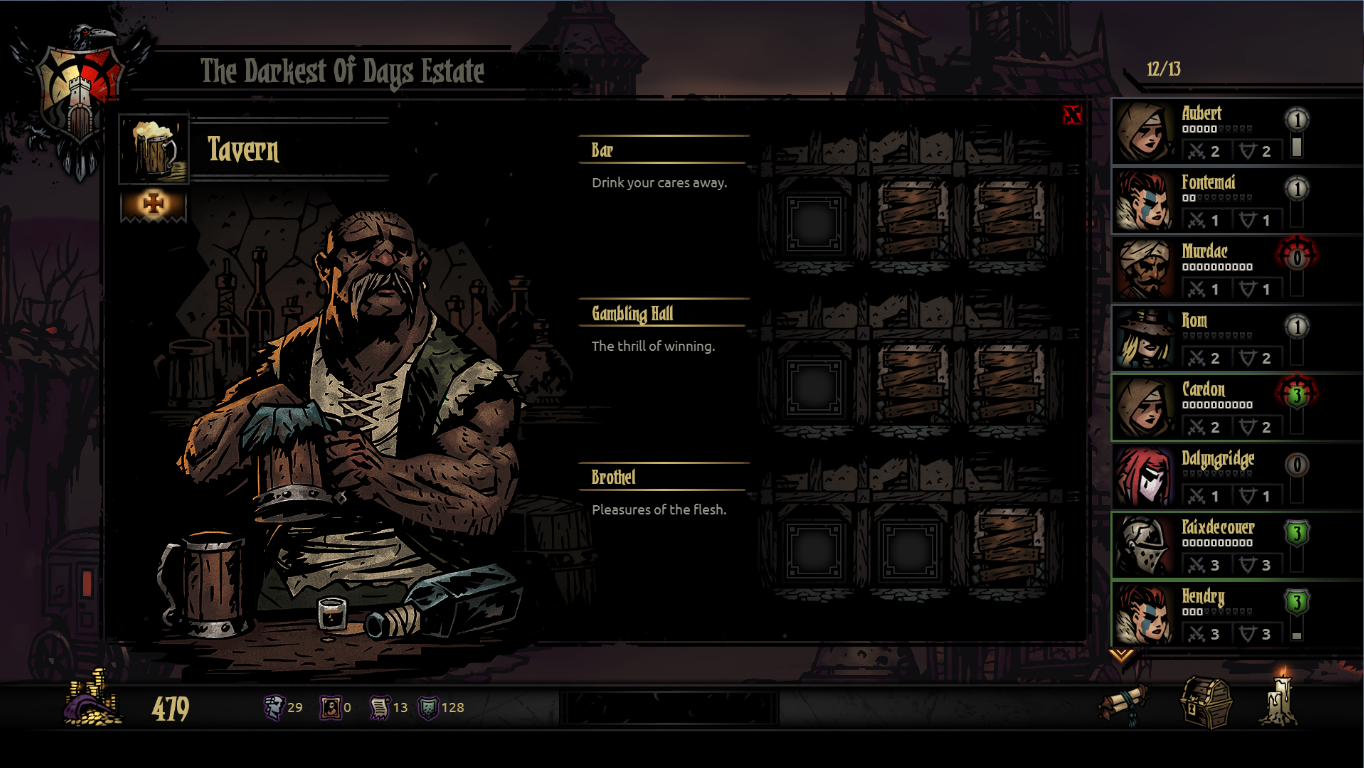 The Darkest Of Days Estate
12/13
Tavern
Bar
Drink your cares away.
Gambling Hall
The thrill of winning.
Brothel
Pleasures of the flesh.
Aubert
1
2 2
Fontemai
1
1 1
Murdac
0
1 1
Rom
1
2 2
Cardon
3
2 2
Dalyngridge
0
1 1
Paixdecouer
3
3 3
Hendry
3
3 3
479
29 0 13 128